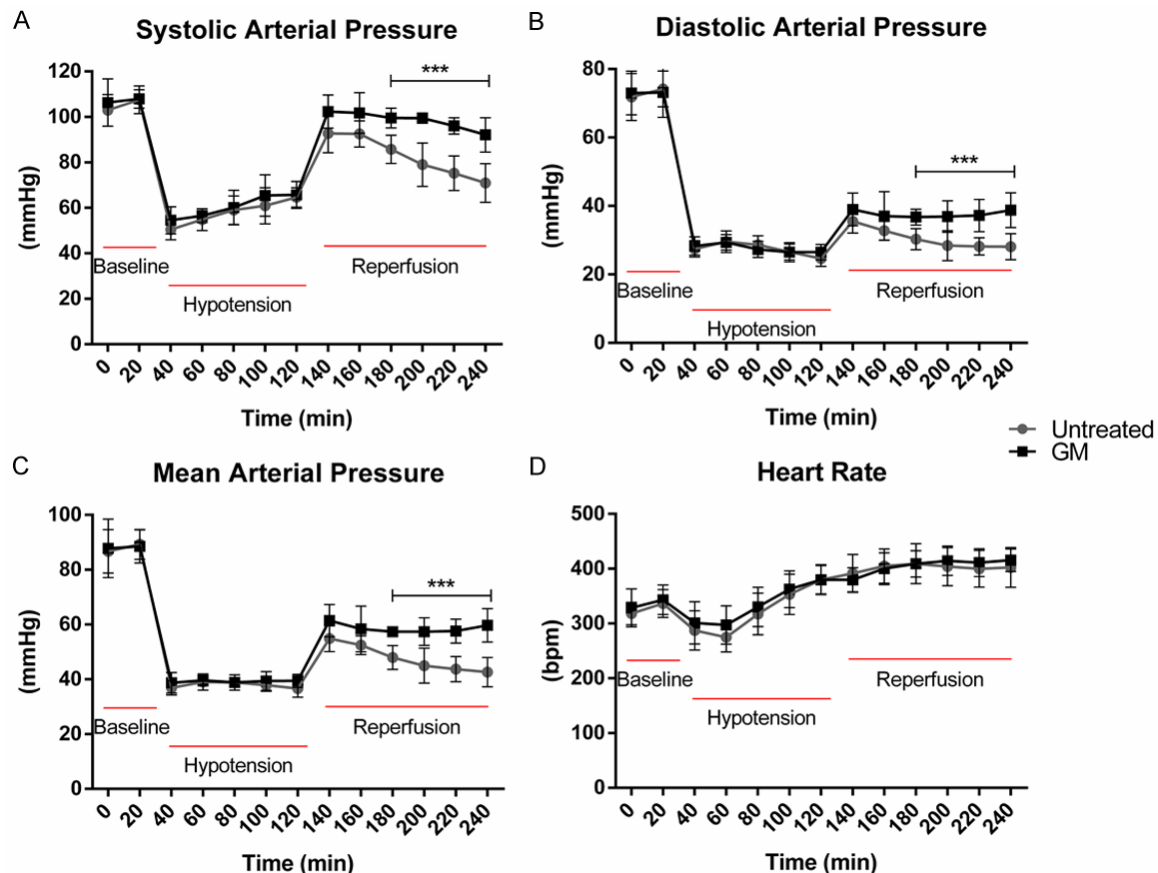 A
Systolic Arterial Pressure
120
100
80
60
40
20
0
(mmHg)
***
Baseline
Hypotension
Reperfusion
0 20 40 60 80 100 120 140 160 180 200 220 240
Time (min)
B
Diastolic Arterial Pressure
80
60
40
20
0
(mmHg)
***
Baseline
Hypotension
Reperfusion
0 20 40 60 80 100 120 140 160 180 200 220 240
Time (min)
Untreated
GM
C
Mean Arterial Pressure
100
80
60
40
20
0
(mmHg)
***
Baseline
Hypotension
Reperfusion
0 20 40 60 80 100 120 140 160 180 200 220 240
Time (min)
D
Heart Rate
500
400
300
200
100
0
(bpm)
Baseline
Hypotension
Reperfusion
0 20 40 60 80 100 120 140 160 180 200 220 240
Time (min)